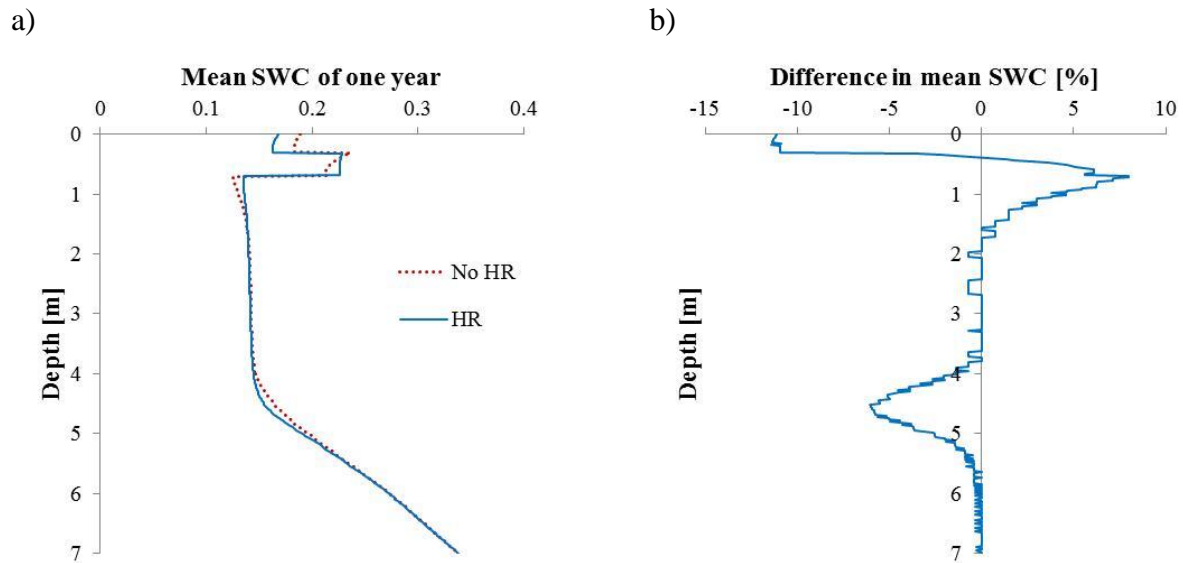 a)
Mean SWC of one year
0 0.1 0.2 0.3 0.4
0
1
2
3
4
5
6
7
Depth [m]
No HR
HR
b)
Difference in mean SWC [%]
-15 -10 -5 0 5 10
0
1
2
3
4
5
6
7
Depth [m]